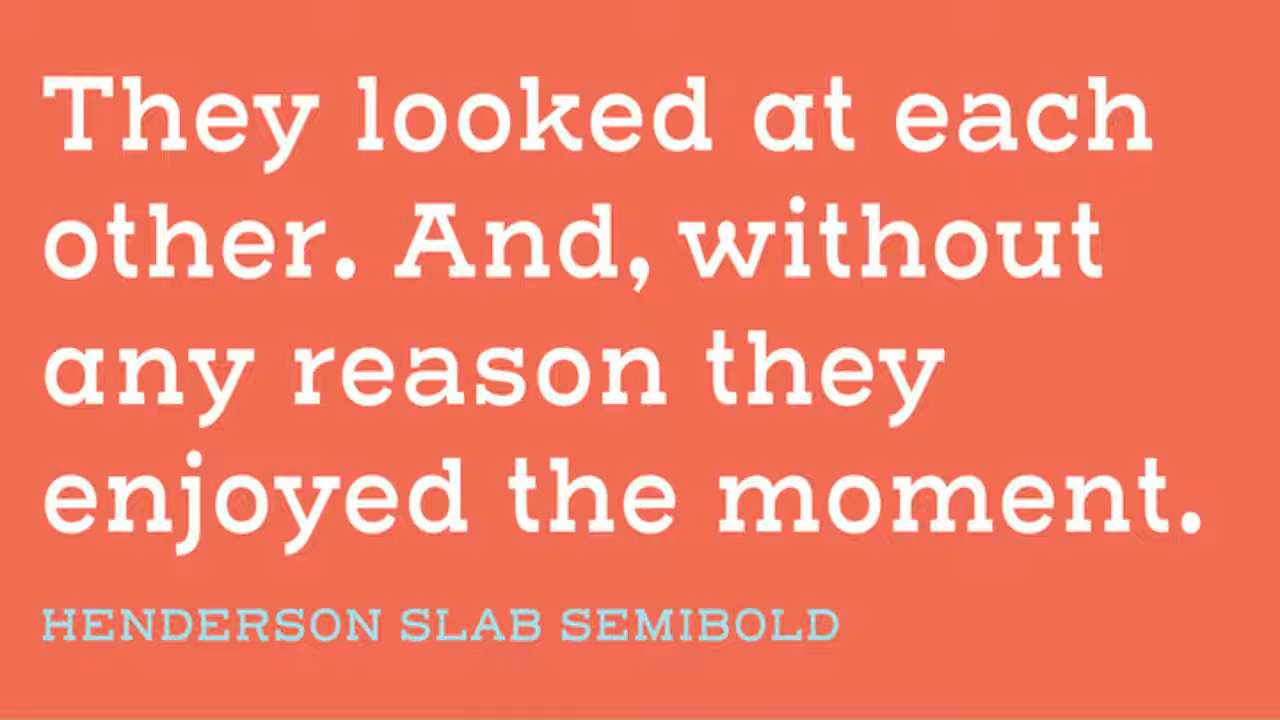 They looked at each
other. And, without
any reason they
enjoyed the moment.
HENDERSON SLAB SEMIBOLD